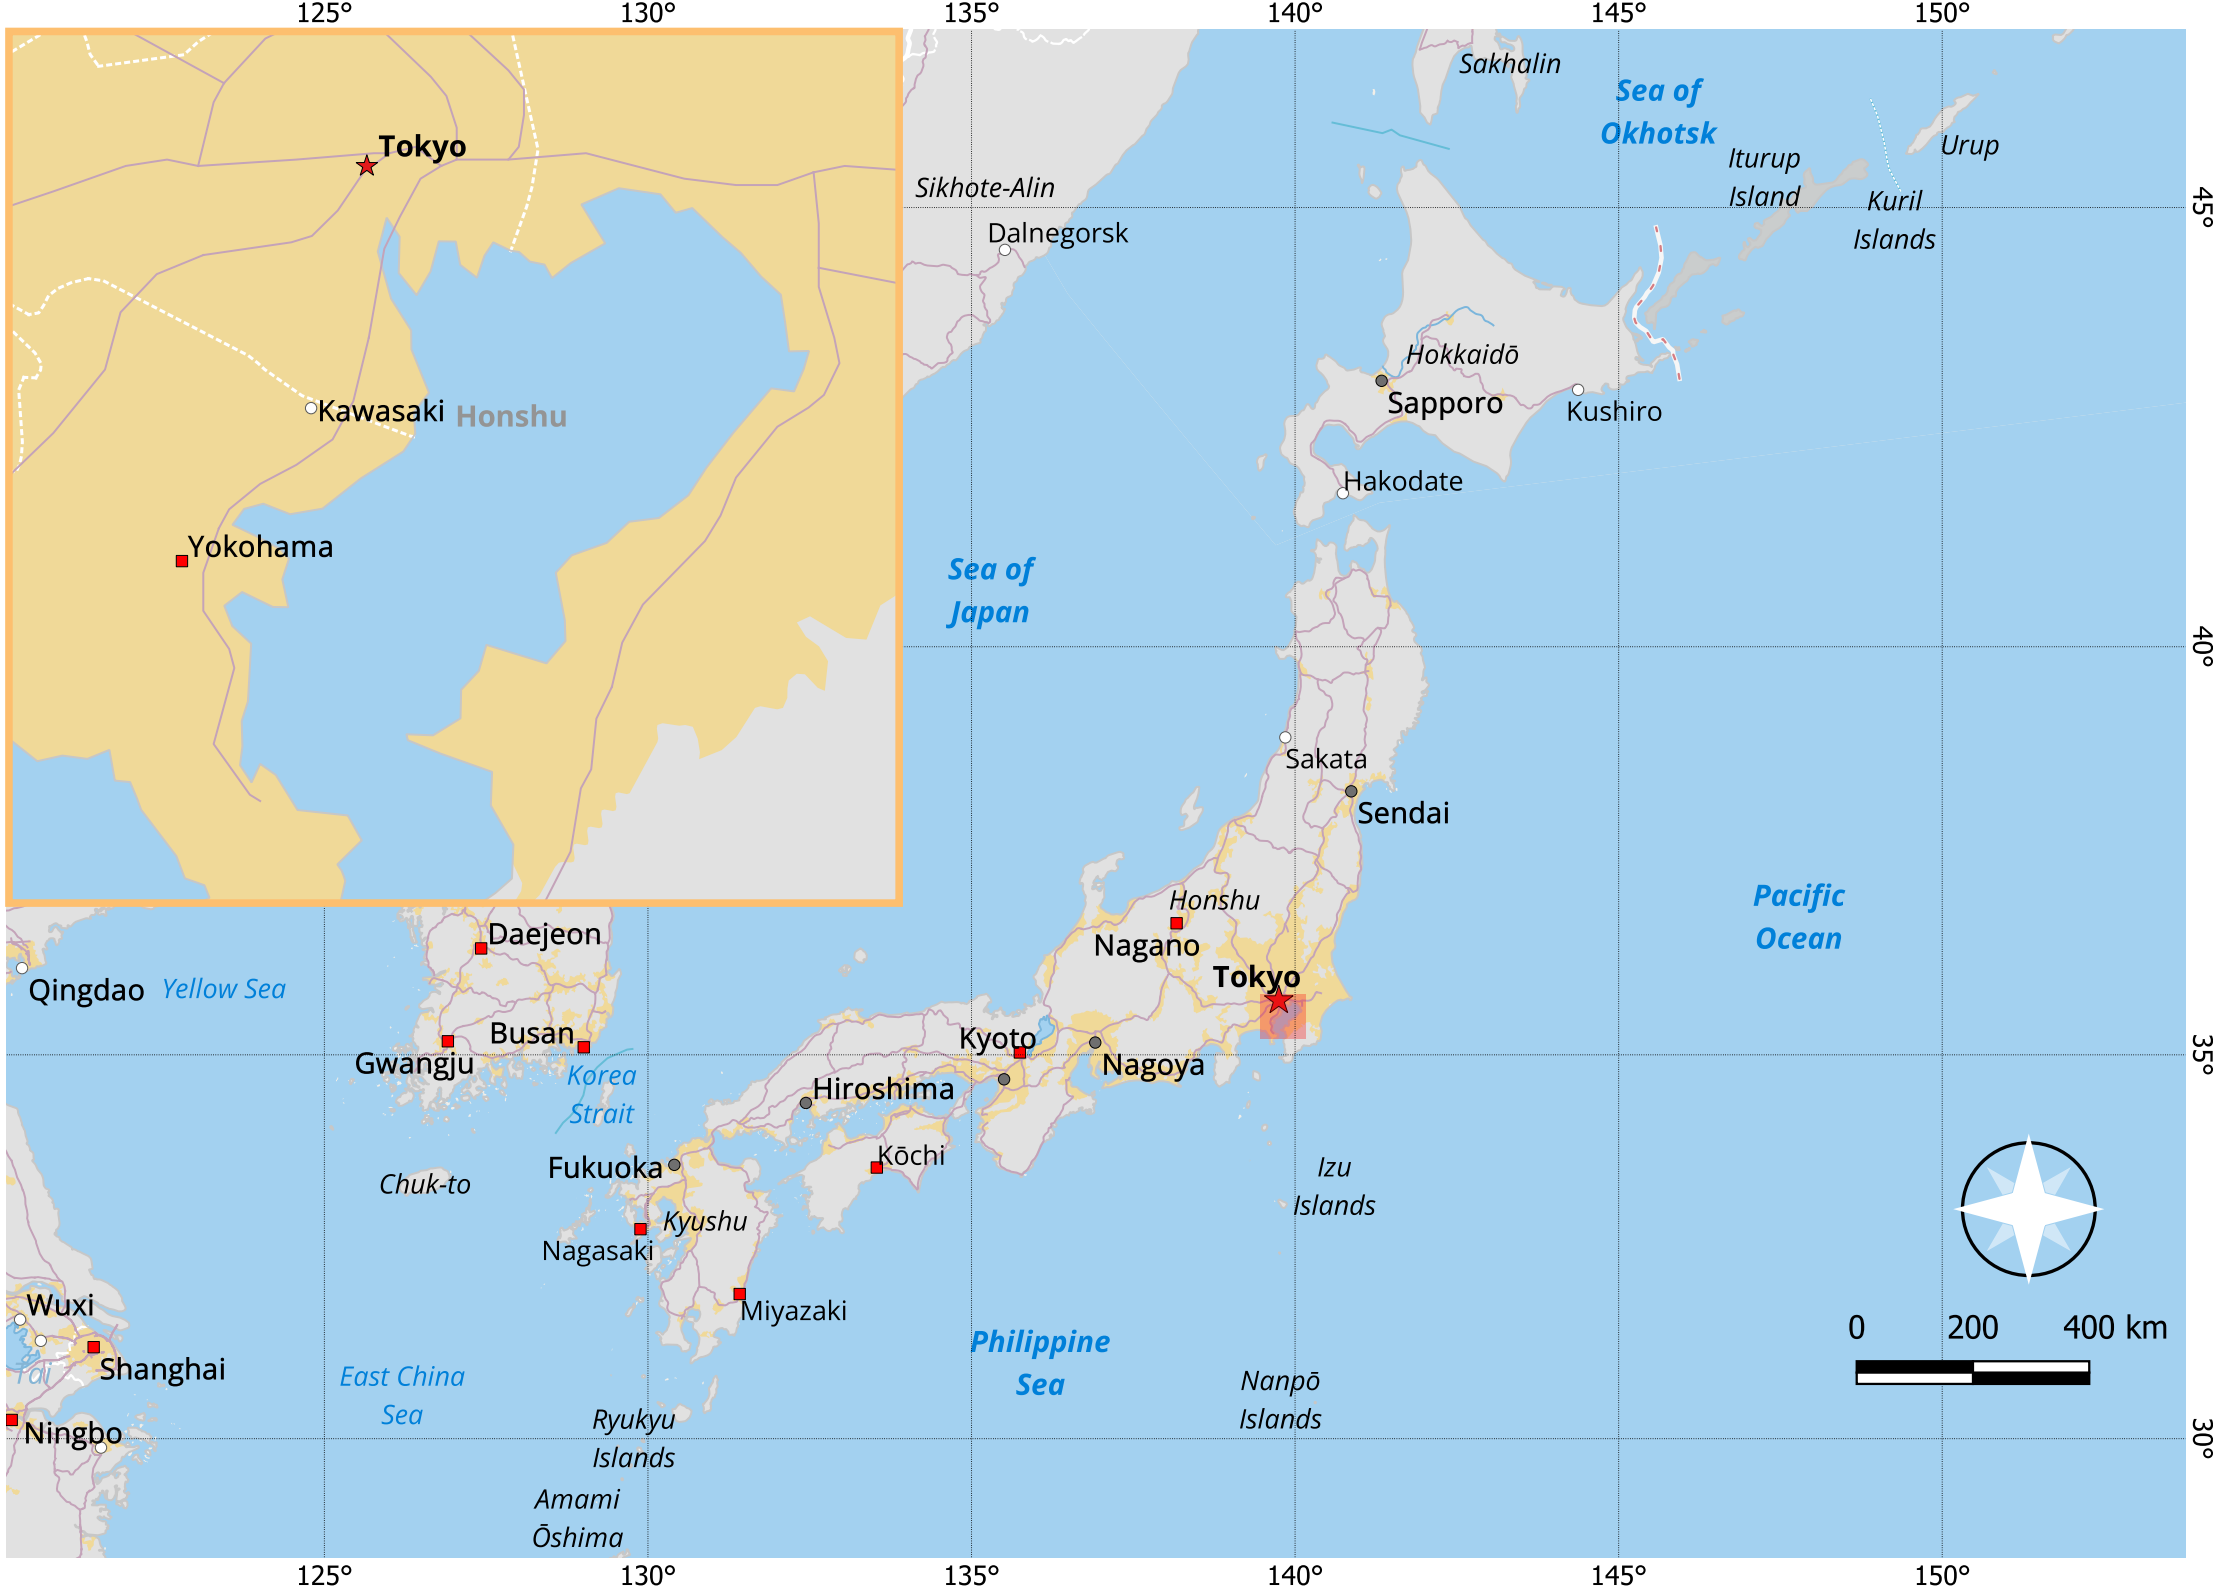 125°
130°
135°
140°
145°
150°
Sakhalin
Sea of
Okhotsk
Tokyo
Urup
Iturup
Island
Sikhote-Alin
Kuril
Islands
45°
Dalnegorsk
Hokkaidō
Sapporo
Kushiro
Kawasaki
Honshu
Hakodate
Yokohama
Sea of
Japan
40°
Sakata
Sendai
Honshu
Pacific
Ocean
Daejeon
Nagano
Qingdao
Yellow Sea
Tokyo
Busan
Kyoto
Gwangju
Nagoya
35°
Korea
Strait
Hiroshima
Kōchi
Fukuoka
Chuk-to
Izu
Islands
Kyushu
Nagasaki
Wuxi
Miyazaki
0
200
400 km
Philippine
Sea
Shanghai
Tai
East China
Sea
Nanpō
Islands
Ryukyu
Islands
Ningbo
30°
Amami
Ōshima
125°
130°
135°
140°
145°
150°